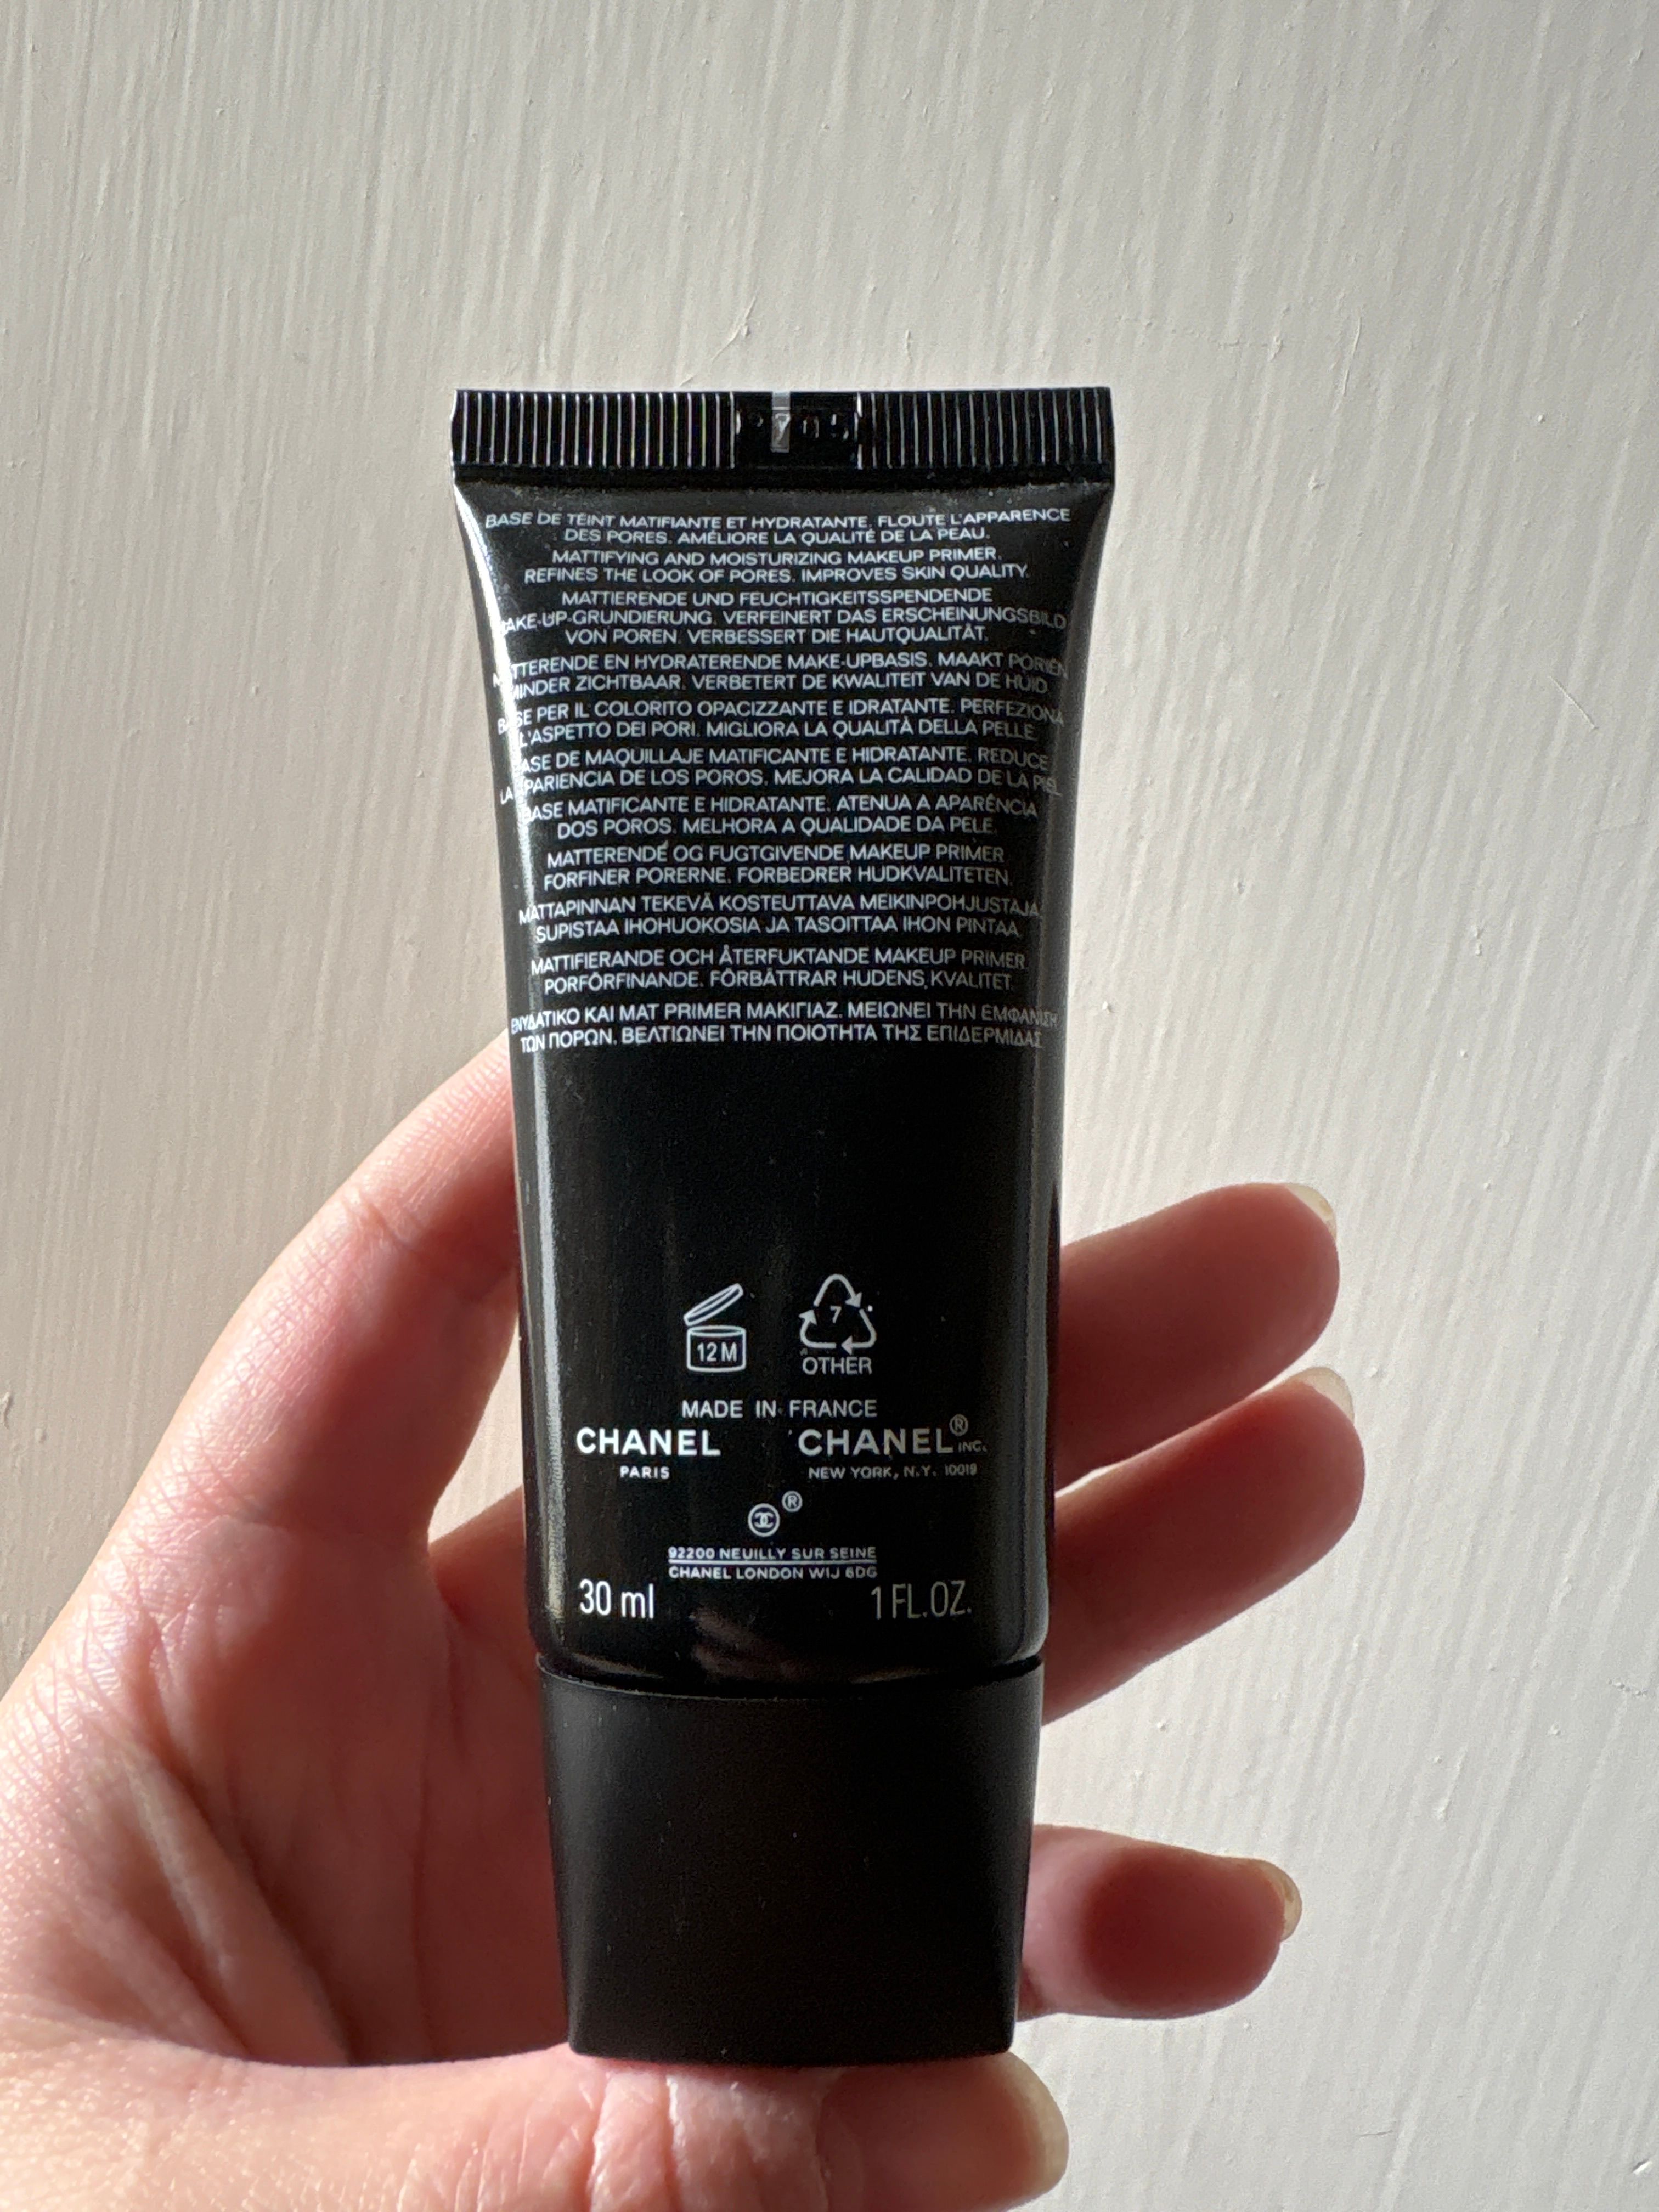 BASE DE TEINT MATIFIANTE ET HYDRATANTE. FLOUTE L'APPARENCE
DES PORES. AMÉLIORE LA QUALITÉ DE LA PEAU.
MATTIFYING AND MOISTURIZING MAKEUP PRIMER.
REFINES THE LOOK OF PORES. IMPROVES SKIN QUALITY.
MATTIERENDE UND FEUCHTIGKEITSSPENDENDE
MAKE-UP-GRUNDIERUNG. VERFEINERT DAS ERSCHEINUNGSBILD
VON POREN. VERBESSERT DIE HAUTQUALITÄT.
MATTERENDE EN HYDRATERENDE MAKE-UPBASIS. MAAKT PORIËN
MINDER ZICHTBAAR. VERBETERT DE KWALITEIT VAN DE HUID.
BASE PER IL COLORITO OPACIZZANTE E IDRATANTE. PERFEZIONA
L'ASPETTO DEI PORI. MIGLIORA LA QUALITÀ DELLA PELLE.
BASE DE MAQUILLAJE MATIFICANTE E HIDRATANTE. REDUCE
LA APARIENCIA DE LOS POROS. MEJORA LA CALIDAD DE LA PIEL.
BASE MATIFICANTE E HIDRATANTE. ATENUA A APARÊNCIA
DOS POROS. MELHORA A QUALIDADE DA PELE.
MATTERENDE OG FUGTGIVENDE MAKEUP PRIMER.
FORFINER PORERNE. FORBEDRER HUDKVALITETEN.
MATTAPINNAN TEKEVÄ KOSTEUTTAVA MEIKINPOHJUSTAJA.
SUPISTAA IHOHUOKOSIA JA TASOITTAA IHON PINTAA.
MATTIFIERANDE OCH ÅTERFUKTANDE MAKEUP PRIMER.
PORFÖRFINANDE. FÖRBÄTTRAR HUDENS KVALITET.
ΕΝΥΔΑΤΙΚΟ ΚΑΙ ΜΑΤ PRIMER ΜΑΚΙΓΙΑΖ. ΜΕΙΩΝΕΙ ΤΗΝ ΕΜΦΑΝΙΣΗ
ΤΩΝ ΠΟΡΩΝ. ΒΕΛΤΙΩΝΕΙ ΤΗΝ ΠΟΙΟΤΗΤΑ ΤΗΣ ΕΠΙΔΕΡΜΙΔΑΣ.
12 M
7
OTHER
MADE IN FRANCE
CHANEL CHANEL® INC.
PARIS NEW YORK, N.Y. 10019
®
92200 NEUILLY SUR SEINE
CHANEL LONDON W1J 6DG
30 ml 1 FL.OZ.